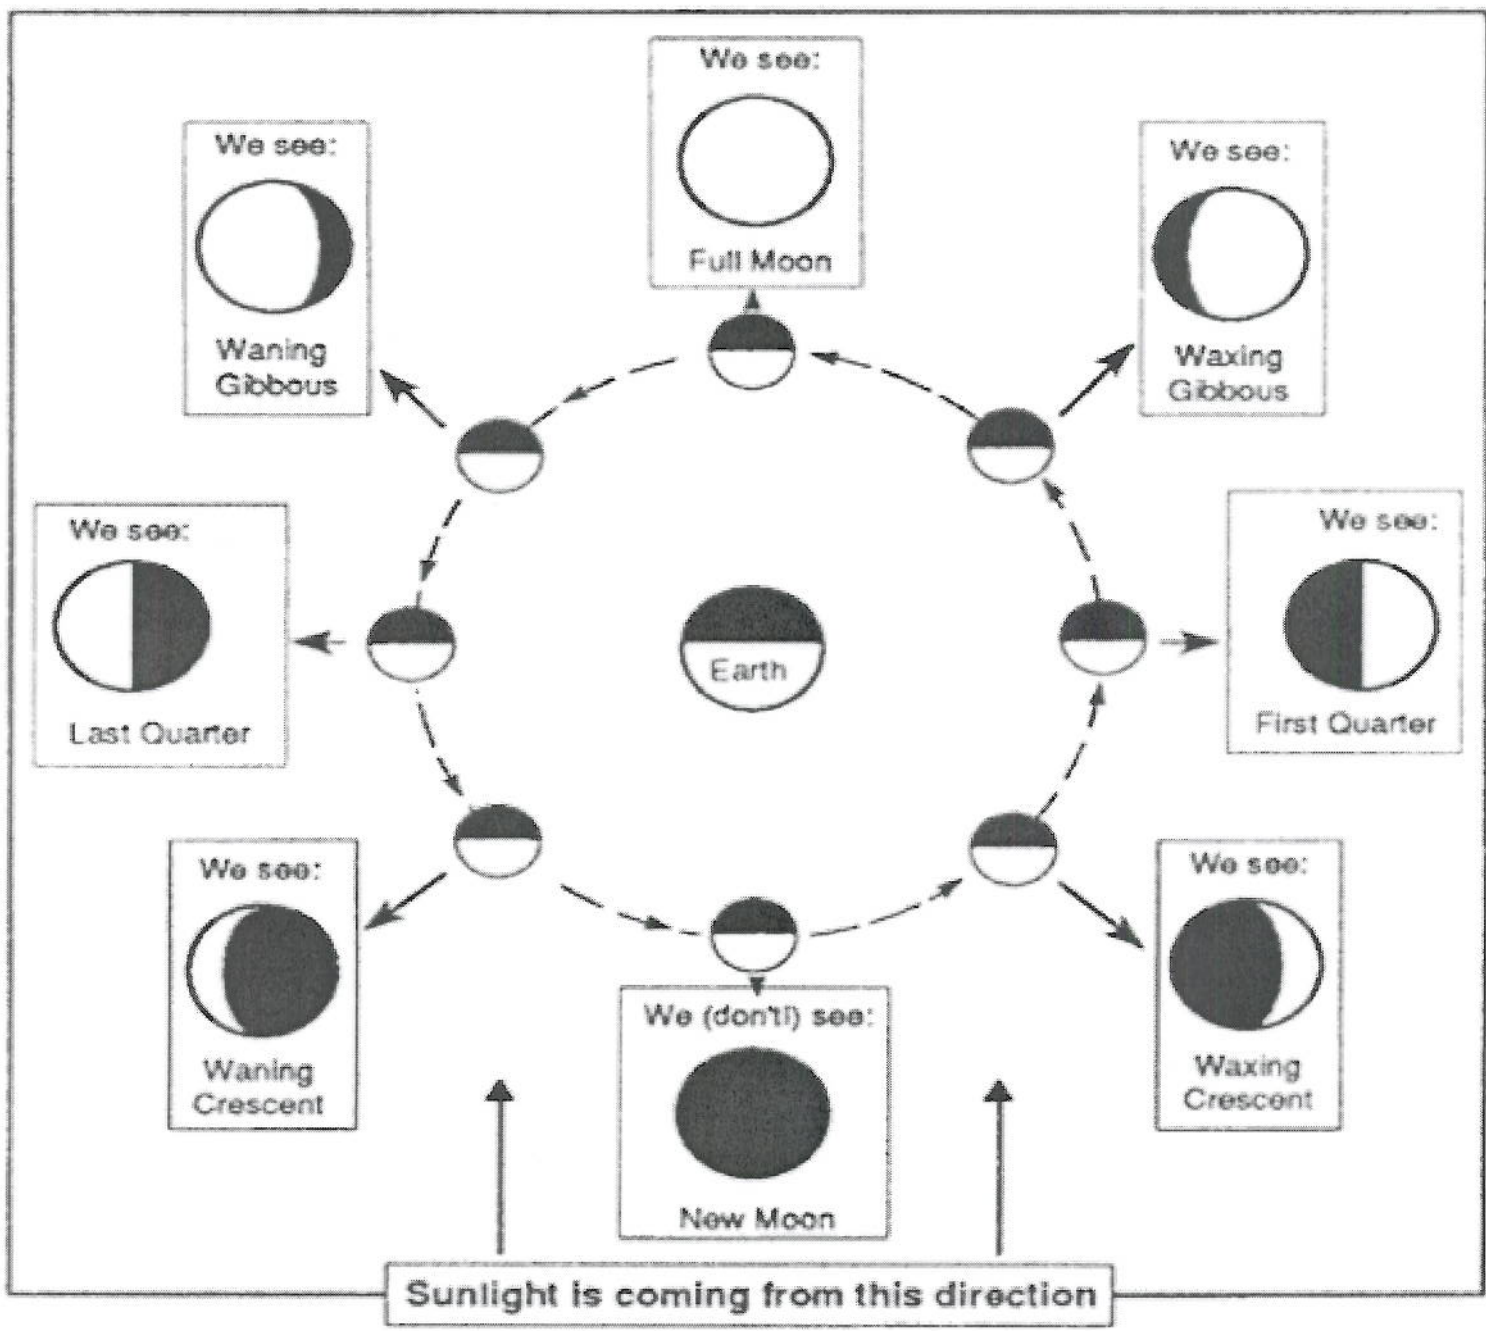 We see:
Full Moon
We see:
Waning
Gibbous
We see:
Waxing
Gibbous
We see:
Last Quarter
Earth
We see:
First Quarter
We see:
Waning
Crescent
We (don't!) see:
New Moon
We see:
Waxing
Crescent
Sunlight is coming from this direction